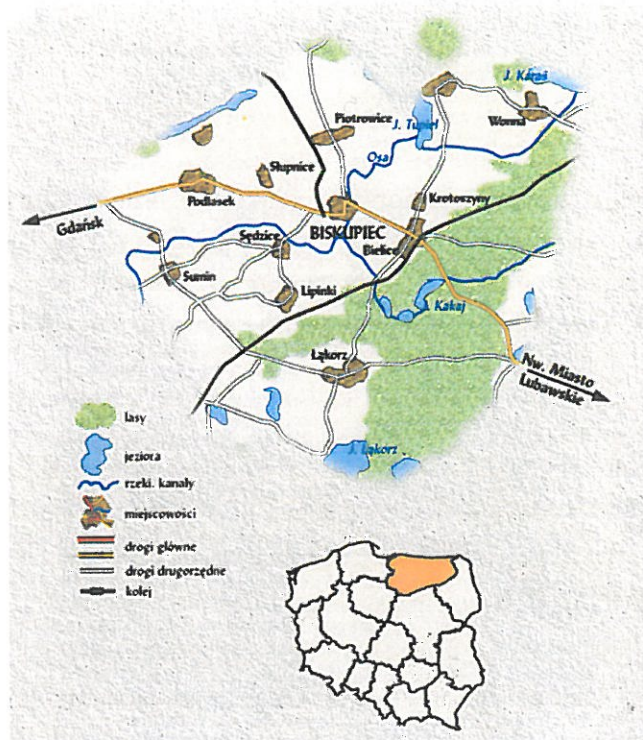 J. Karaś
Piotrowice
J. Tupiel
Wonna
Osa
Słupnice
Krotoszyny
Podlasek
Gdańsk
BISKUPIEC
Sędzice
Bielice
Sumin
Lipinki
J. Kakaj
Łąkorz
Nw. Miasto
Lubawskie
J. Łąkorz
lasy
jeziora
rzeki, kanały
miejscowości
drogi główne
drogi drugorzędne
kolej